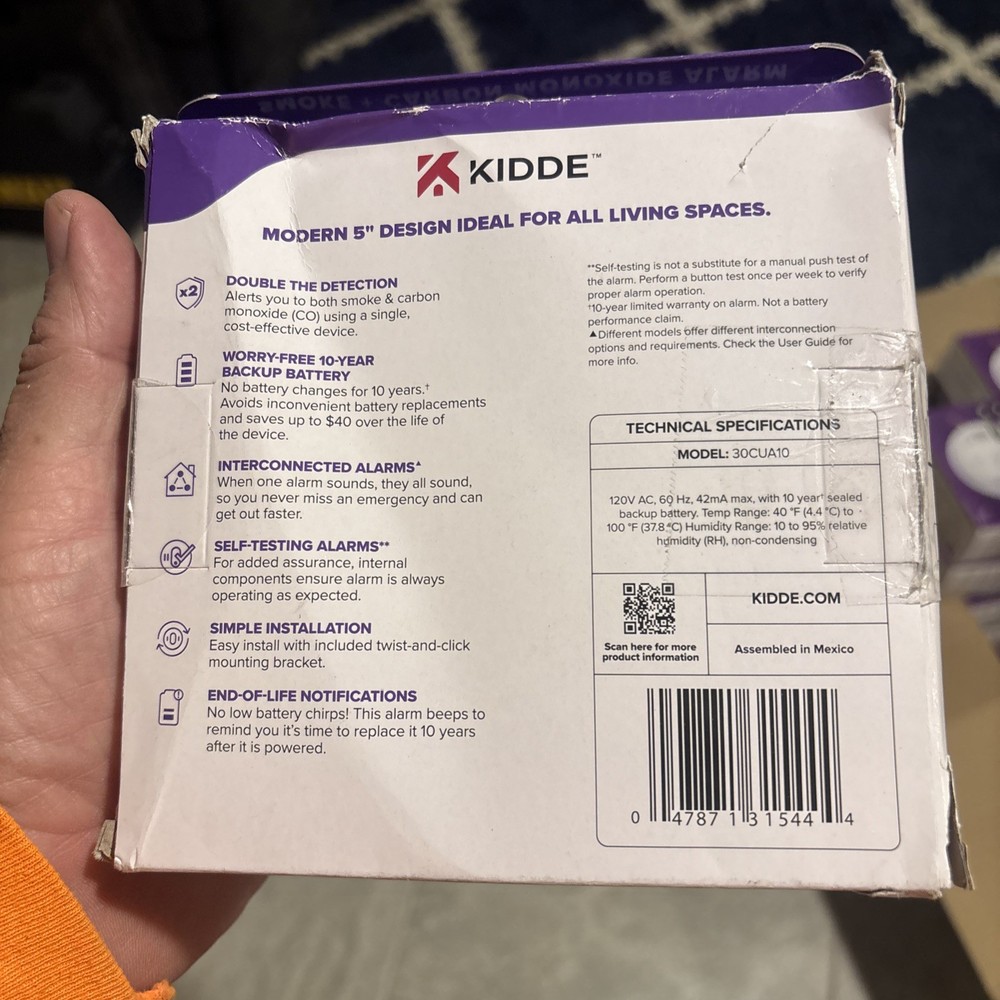 SMOKE + CARBON MONOXIDE ALARM
KIDDE™
MODERN 5" DESIGN IDEAL FOR ALL LIVING SPACES.
x2
DOUBLE THE DETECTION
Alerts you to both smoke & carbon
monoxide (CO) using a single,
cost-effective device.
WORRY-FREE 10-YEAR
BACKUP BATTERY
No battery changes for 10 years.†
Avoids inconvenient battery replacements
and saves up to $40 over the life of
the device.
INTERCONNECTED ALARMS▲
When one alarm sounds, they all sound,
so you never miss an emergency and can
get out faster.
SELF-TESTING ALARMS**
For added assurance, internal
components ensure alarm is always
operating as expected.
SIMPLE INSTALLATION
Easy install with included twist-and-click
mounting bracket.
END-OF-LIFE NOTIFICATIONS
No low battery chirps! This alarm beeps to
remind you it's time to replace it 10 years
after it is powered.
**Self-testing is not a substitute for a manual push test of
the alarm. Perform a button test once per week to verify
proper alarm operation.
†10-year limited warranty on alarm. Not a battery
performance claim.
▲Different models offer different interconnection
options and requirements. Check the User Guide for
more info.
TECHNICAL SPECIFICATIONS
MODEL: 30CUA10
120V AC, 60 Hz, 42mA max, with 10 year† sealed
backup battery. Temp Range: 40 °F (4.4 °C) to
100 °F (37.8 °C) Humidity Range: 10 to 95% relative
humidity (RH), non-condensing
Scan here for more
product information
KIDDE.COM
Assembled in Mexico
0 47871 31544 4